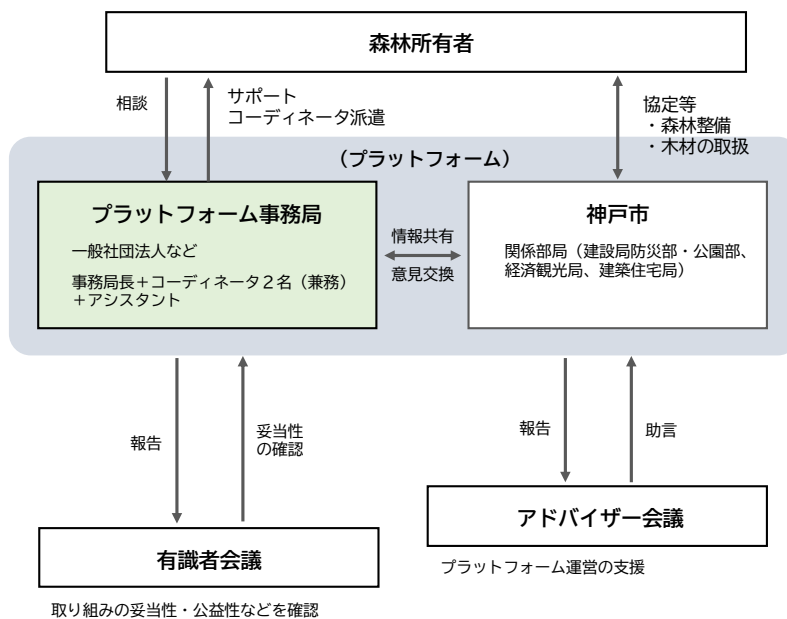 森林所有者
相談
サポート
コーディネータ派遣
協定等
・森林整備
・木材の取扱
（プラットフォーム）
プラットフォーム事務局
一般社団法人など
事務局長＋コーディネータ２名（兼務）
＋アシスタント
情報共有
意見交換
神戸市
関係部局（建設局防災部・公園部、
経済観光局、建築住宅局）
報告
妥当性
の確認
報告
助言
有識者会議
取り組みの妥当性・公益性などを確認
アドバイザー会議
プラットフォーム運営の支援